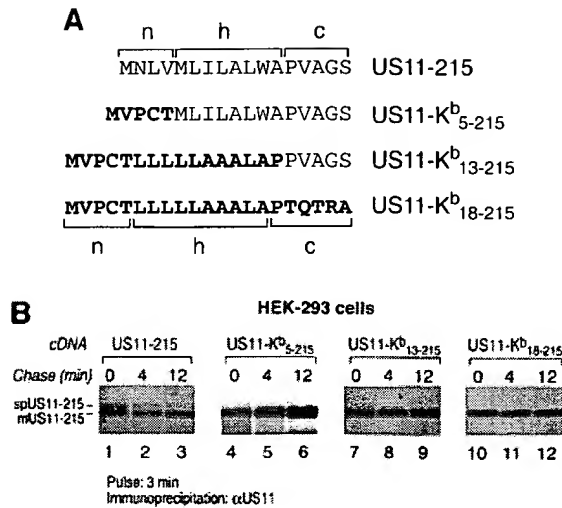 A
n h c
MNLVMLILALWAPVAGS US11-215
MVPCTMLILALWAPVAGS US11-Kb5-215
MVPCTLLLLLAAALAPPVAGS US11-Kb13-215
MVPCTLLLLLAAALAPTQTRA US11-Kb18-215
n h c
B
HEK-293 cells
cDNA US11-215 US11-Kb5-215 US11-Kb13-215 US11-Kb18-215
Chase (min) 0 4 12 0 4 12 0 4 12 0 4 12
spUS11-215
mUS11-215
1 2 3 4 5 6 7 8 9 10 11 12
Pulse: 3 min
Immunoprecipitation: αUS11